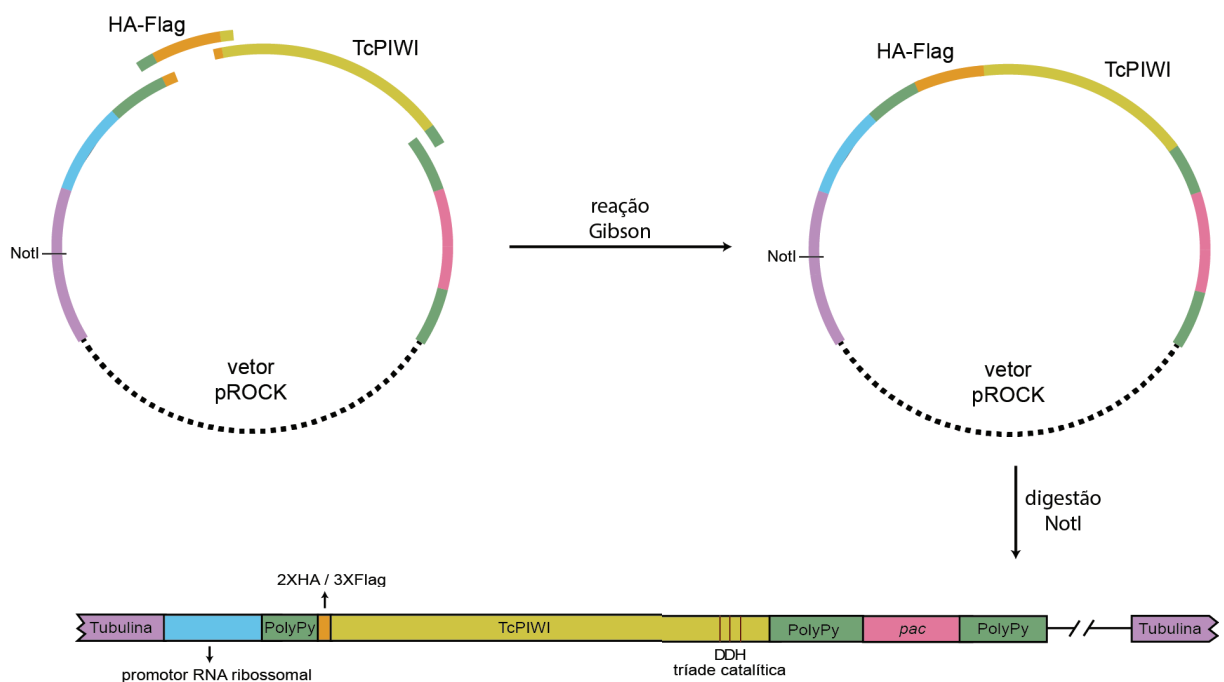 HA-Flag
TcPIWI
NotI
vetor
pROCK
reação
Gibson
HA-Flag
TcPIWI
NotI
vetor
pROCK
digestão
NotI
2XHA / 3XFlag
Tubulina
PolyPy
TcPIWI
PolyPy
pac
PolyPy
Tubulina
promotor RNA ribossomal
DDH
tríade catalítica